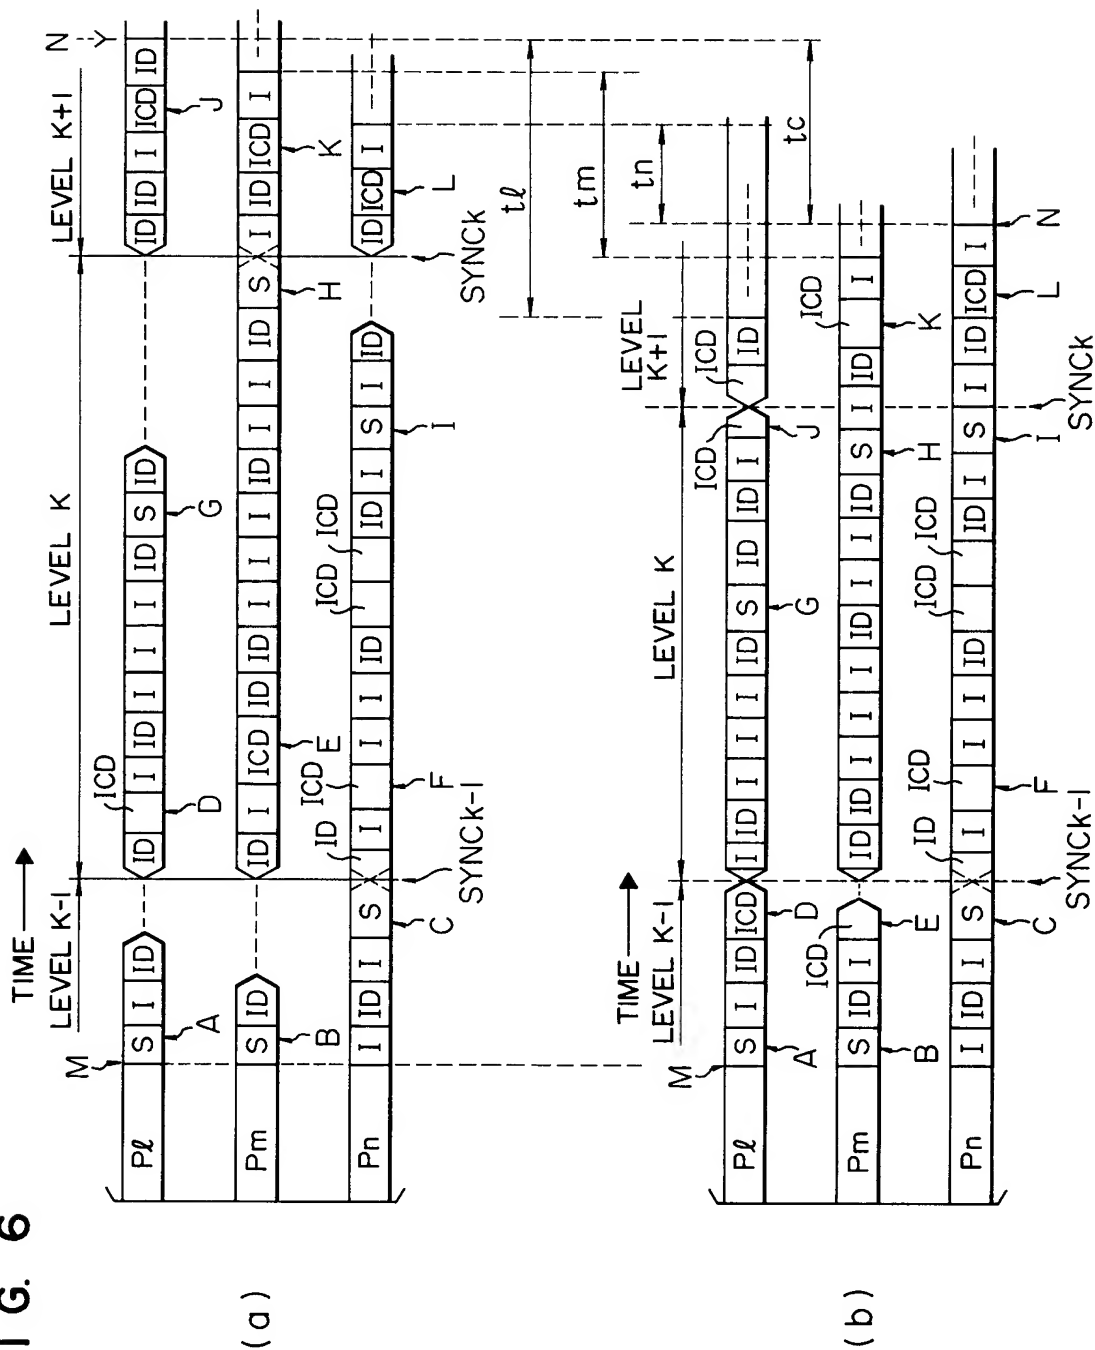 I G. 6
(a)
TIME
LEVEL K-1 LEVEL K LEVEL K+1
M N
ICD
Pℓ S I ID ID I ID I I I ID S ID ID ID I ICD ID
A D G J
Pm S ID ID I ICD ID ID I I I ID I I ID S I ID ICD I
B E H K
ID ICD ICD ICD
Pn I ID I S I I I ID ID I S I ID ID ICD I
C F I L
SYNCk-1 SYNCk
tℓ
tm
tn
tc
(b)
TIME
LEVEL K-1 LEVEL K LEVEL
K+1
M ICD ICD
Pℓ S I ID ICD I ID I I I ID S ID ID I ID
A D G J
ICD ICD
Pm S ID I ID ID I I I ID I I ID S I ID I
B E H K
ID ICD ICD ICD
Pn I ID I S I I I ID ID I S I ID ICD I
C F I L N
SYNCk-1 SYNCk